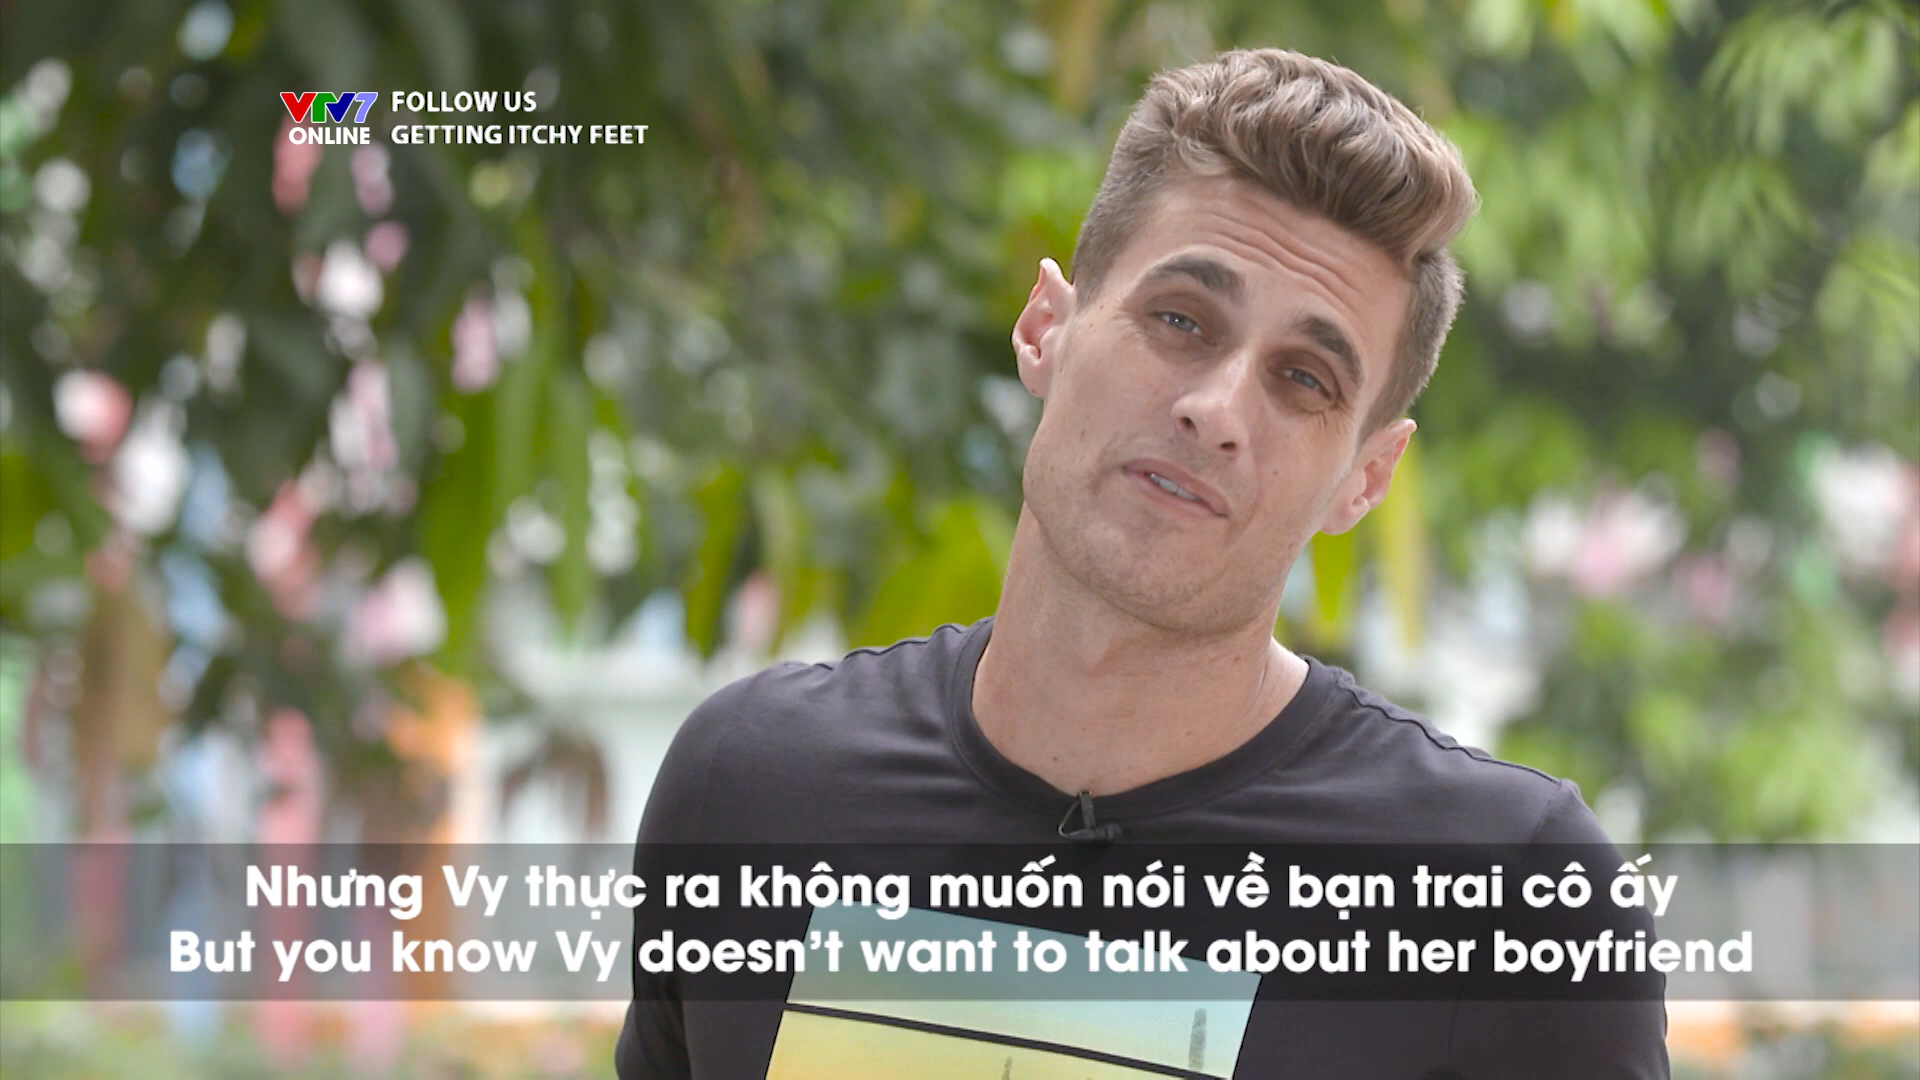 VTV7 FOLLOW US
ONLINE GETTING ITCHY FEET
Nhưng Vy thực ra không muốn nói về bạn trai cô ấy
But you know Vy doesn't want to talk about her boyfriend